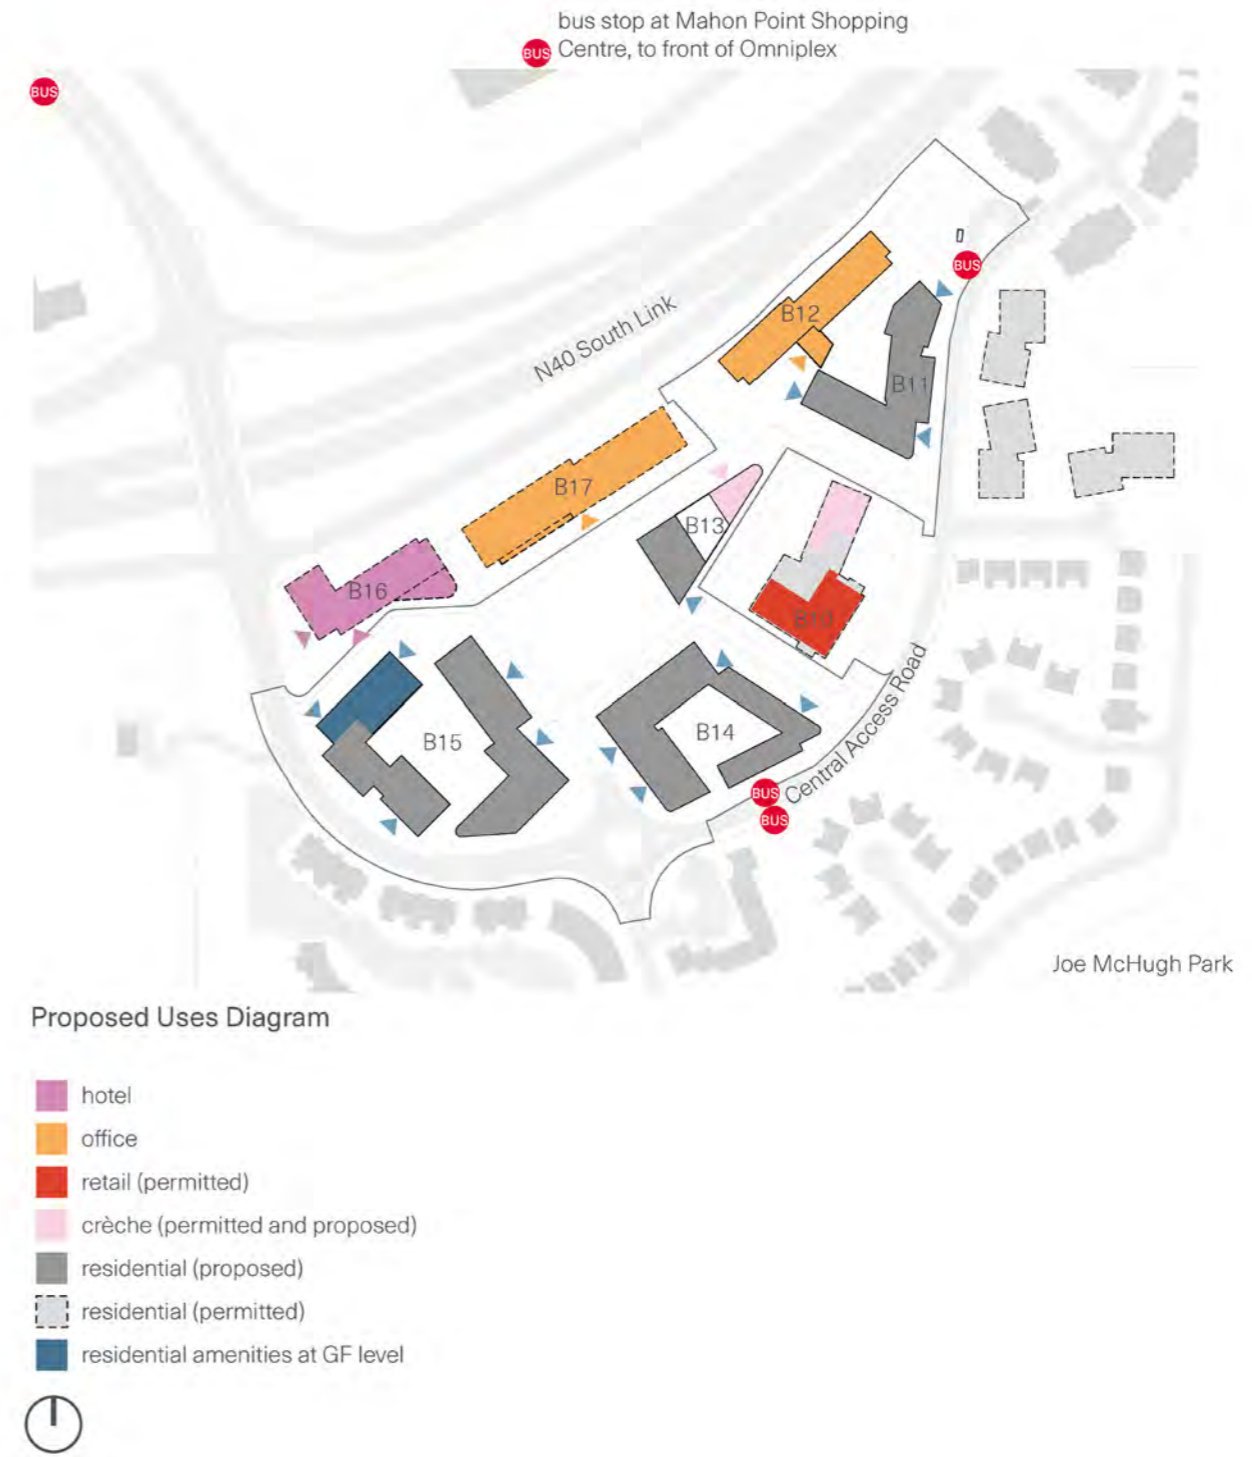 bus stop at Mahon Point Shopping
Centre, to front of Omniplex
BUS
BUS
BUS
N40 South Link
B12
B11
B17
B13
B16
B10
B15
B14
BUS
BUS
Central Access Road
Joe McHugh Park
Proposed Uses Diagram
hotel
office
retail (permitted)
crèche (permitted and proposed)
residential (proposed)
residential (permitted)
residential amenities at GF level